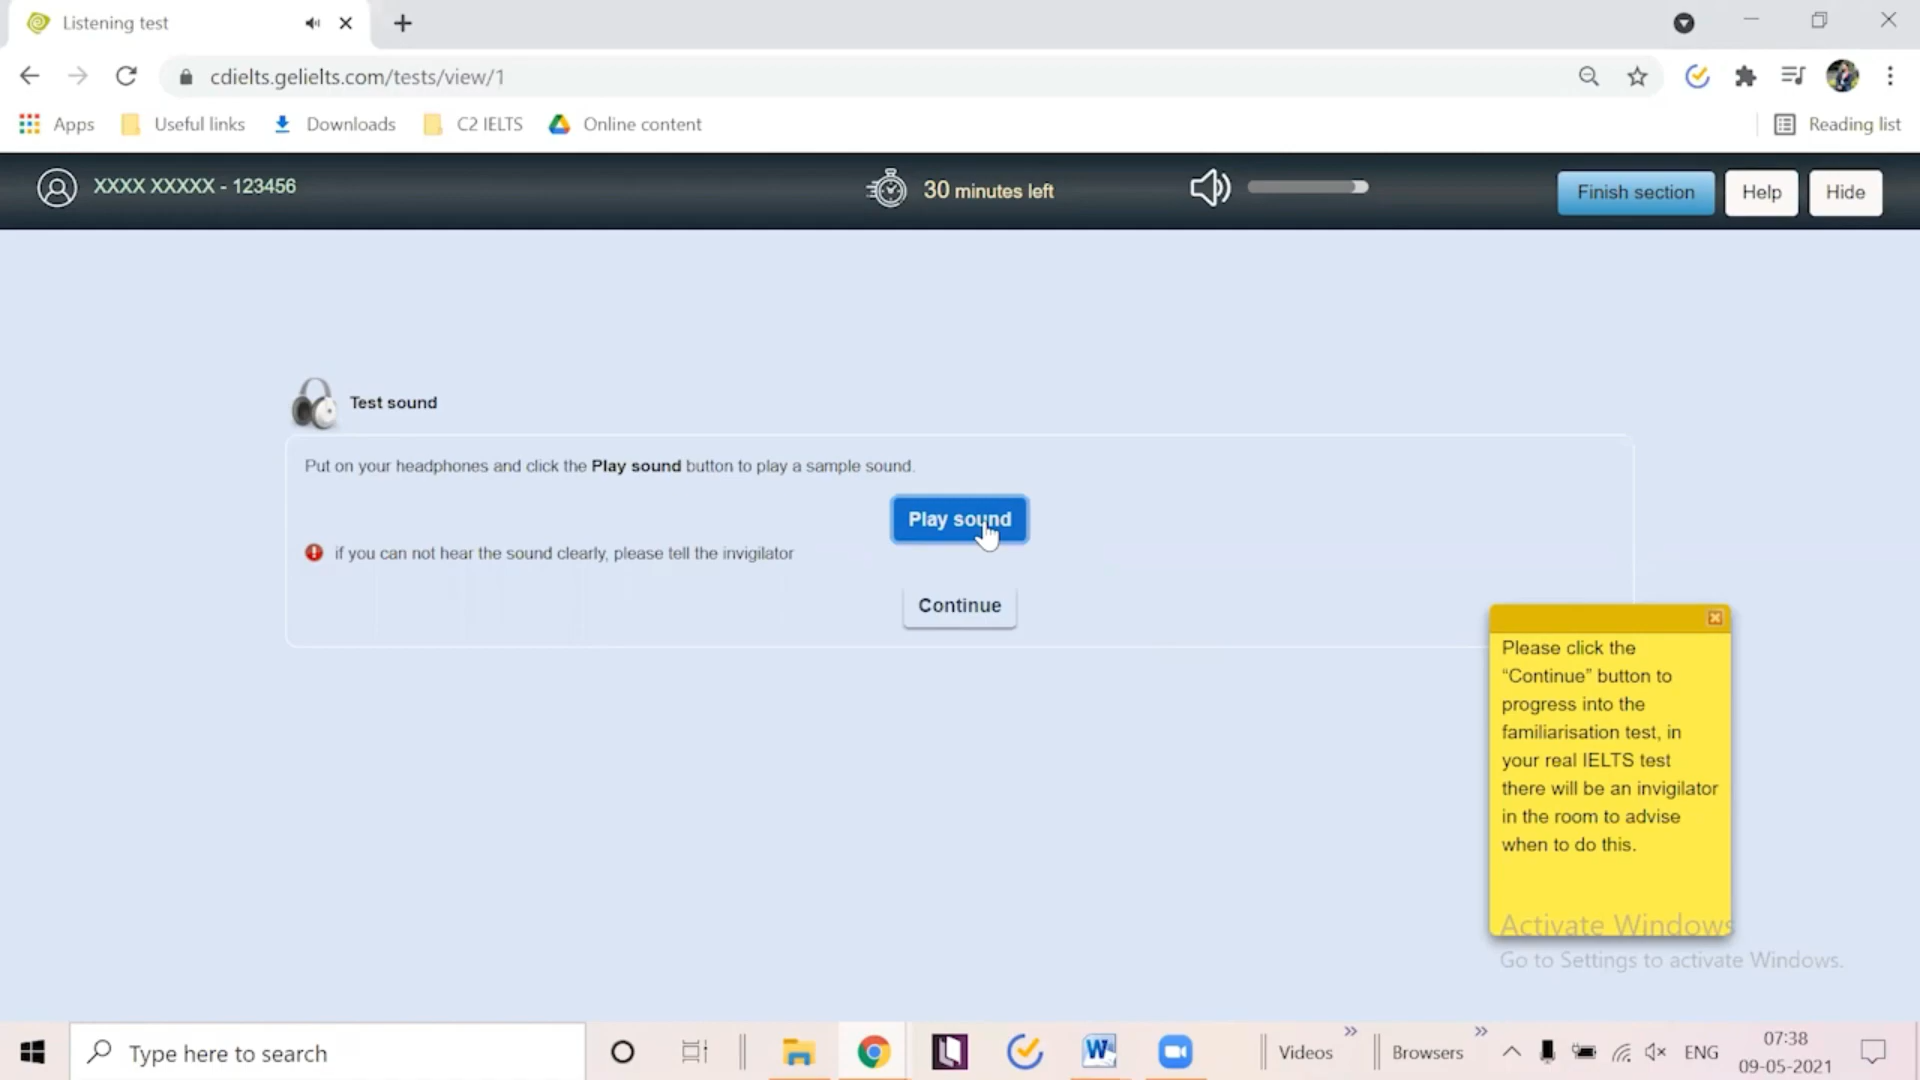 Listening test
cdielts.gelielts.com/tests/view/1
Apps
Useful links
Downloads
C2 IELTS
Online content
Reading list
XXXX XXXXX - 123456
30 minutes left
Finish section
Help
Hide
Test sound
Put on your headphones and click the Play sound button to play a sample sound.
Play sound
if you can not hear the sound clearly, please tell the invigilator
Continue
Please click the
“Continue” button to
progress into the
familiarisation test, in
your real IELTS test
there will be an invigilator
in the room to advise
when to do this.
Activate Windows
Go to Settings to activate Windows.
Type here to search
Videos
Browsers
ENG
07:38
09-05-2021